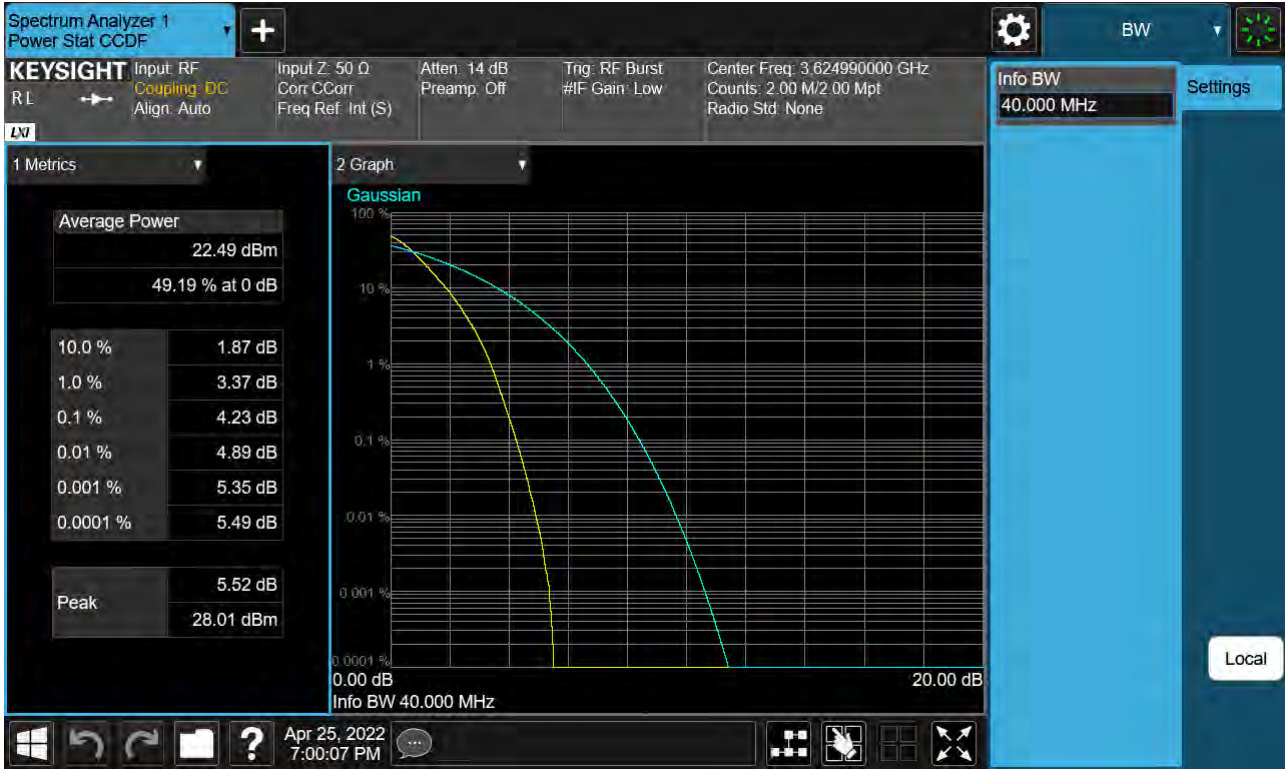 Spectrum Analyzer 1
Power Stat CCDF
+
BW
KEYSIGHT
RL
LXI
Input: RF
Coupling: DC
Align: Auto
Input Z: 50 Ω
Corr CCorr
Freq Ref: Int (S)
Atten: 14 dB
Preamp: Off
Trig: RF Burst
#IF Gain: Low
Center Freq: 3.624990000 GHz
Counts: 2.00 M/2.00 Mpt
Radio Std: None
Info BW
40.000 MHz
Settings
1 Metrics
Average Power
22.49 dBm
49.19 % at 0 dB
10.0 % 1.87 dB
1.0 % 3.37 dB
0.1 % 4.23 dB
0.01 % 4.89 dB
0.001 % 5.35 dB
0.0001 % 5.49 dB
Peak
5.52 dB
28.01 dBm
2 Graph
Gaussian
100 %
10 %
1 %
0.1 %
0.01 %
0.001 %
0.0001 %
0.00 dB 20.00 dB
Info BW 40.000 MHz
Local
?
Apr 25, 2022
7:00:07 PM